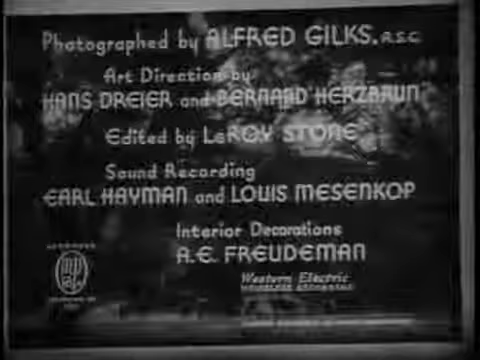 Photographed by ALFRED GILKS, A.S.C.
Art Direction by
HANS DREIER and BERNARD HERZBRUN
Edited by LeROY STONE
Sound Recording
EARL HAYMAN and LOUIS MESENKOP
Interior Decorations
A.E. FREUDEMAN
Western Electric